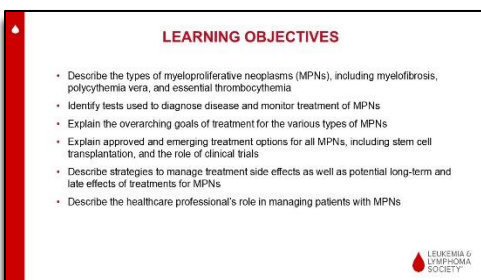 LEARNING OBJECTIVES
• Describe the types of myeloproliferative neoplasms (MPNs), including myelofibrosis,
polycythemia vera, and essential thrombocythemia
• Identify tests used to diagnose disease and monitor treatment of MPNs
• Explain the overarching goals of treatment for the various types of MPNs
• Explain approved and emerging treatment options for all MPNs, including stem cell
transplantation, and the role of clinical trials
• Describe strategies to manage treatment side effects as well as potential long-term and
late effects of treatments for MPNs
• Describe the healthcare professional's role in managing patients with MPNs
LEUKEMIA &
LYMPHOMA
SOCIETY